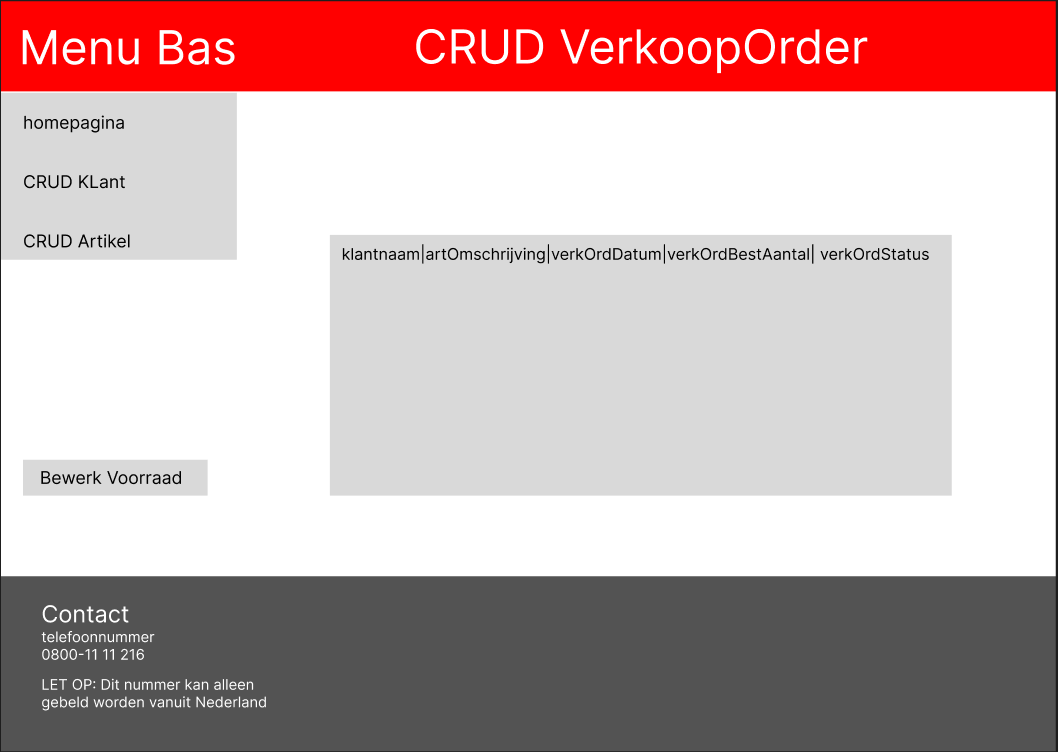 Menu Bas
CRUD VerkoopOrder
homepagina
CRUD KLant
CRUD Artikel
klantnaam|artOmschrijving|verkOrdDatum|verkOrdBestAantal| verkOrdStatus
Bewerk Voorraad
Contact
telefoonnummer
0800-11 11 216
LET OP: Dit nummer kan alleen
gebeld worden vanuit Nederland